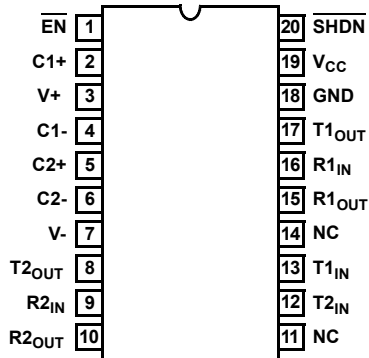 EN 1 20 SHDN
C1+ 2 19 VCC
V+ 3 18 GND
C1- 4 17 T1OUT
C2+ 5 16 R1IN
C2- 6 15 R1OUT
V- 7 14 NC
T2OUT 8 13 T1IN
R2IN 9 12 T2IN
R2OUT 10 11 NC